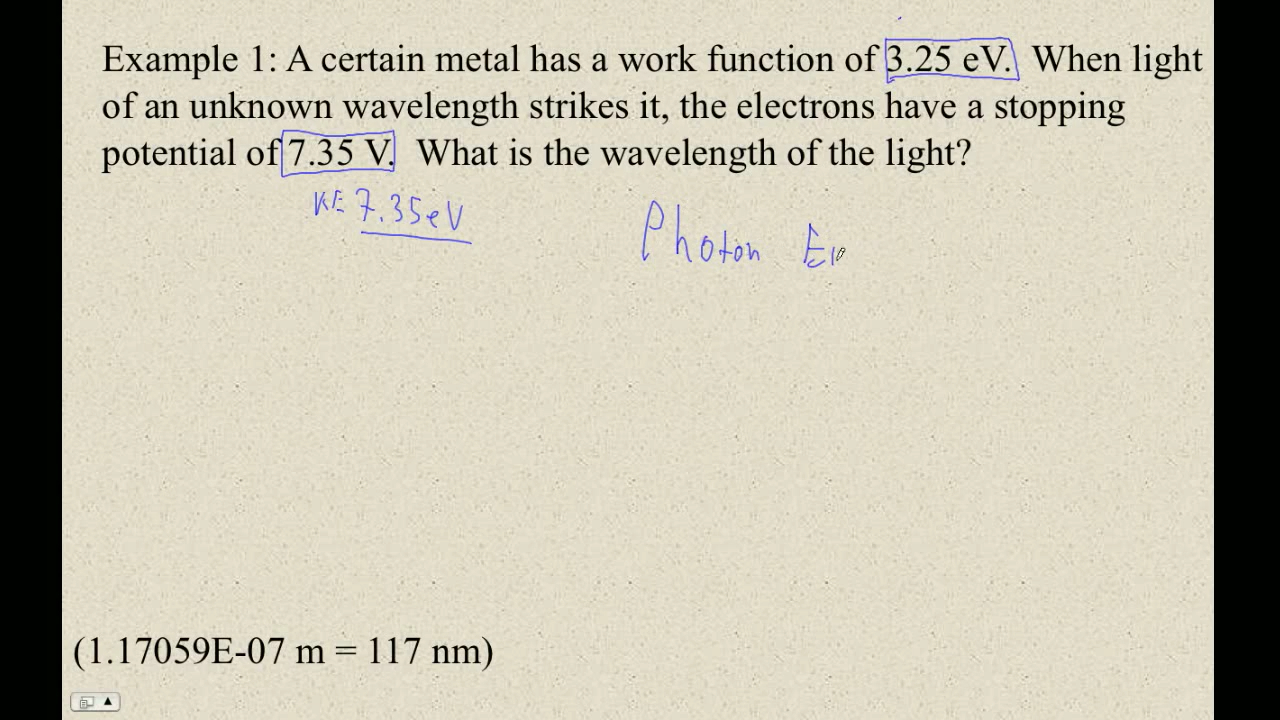 Example 1: A certain metal has a work function of 3.25 eV. When light
of an unknown wavelength strikes it, the electrons have a stopping
potential of 7.35 V. What is the wavelength of the light?
KE 7.35eV
Photon En
(1.17059E-07 m = 117 nm)